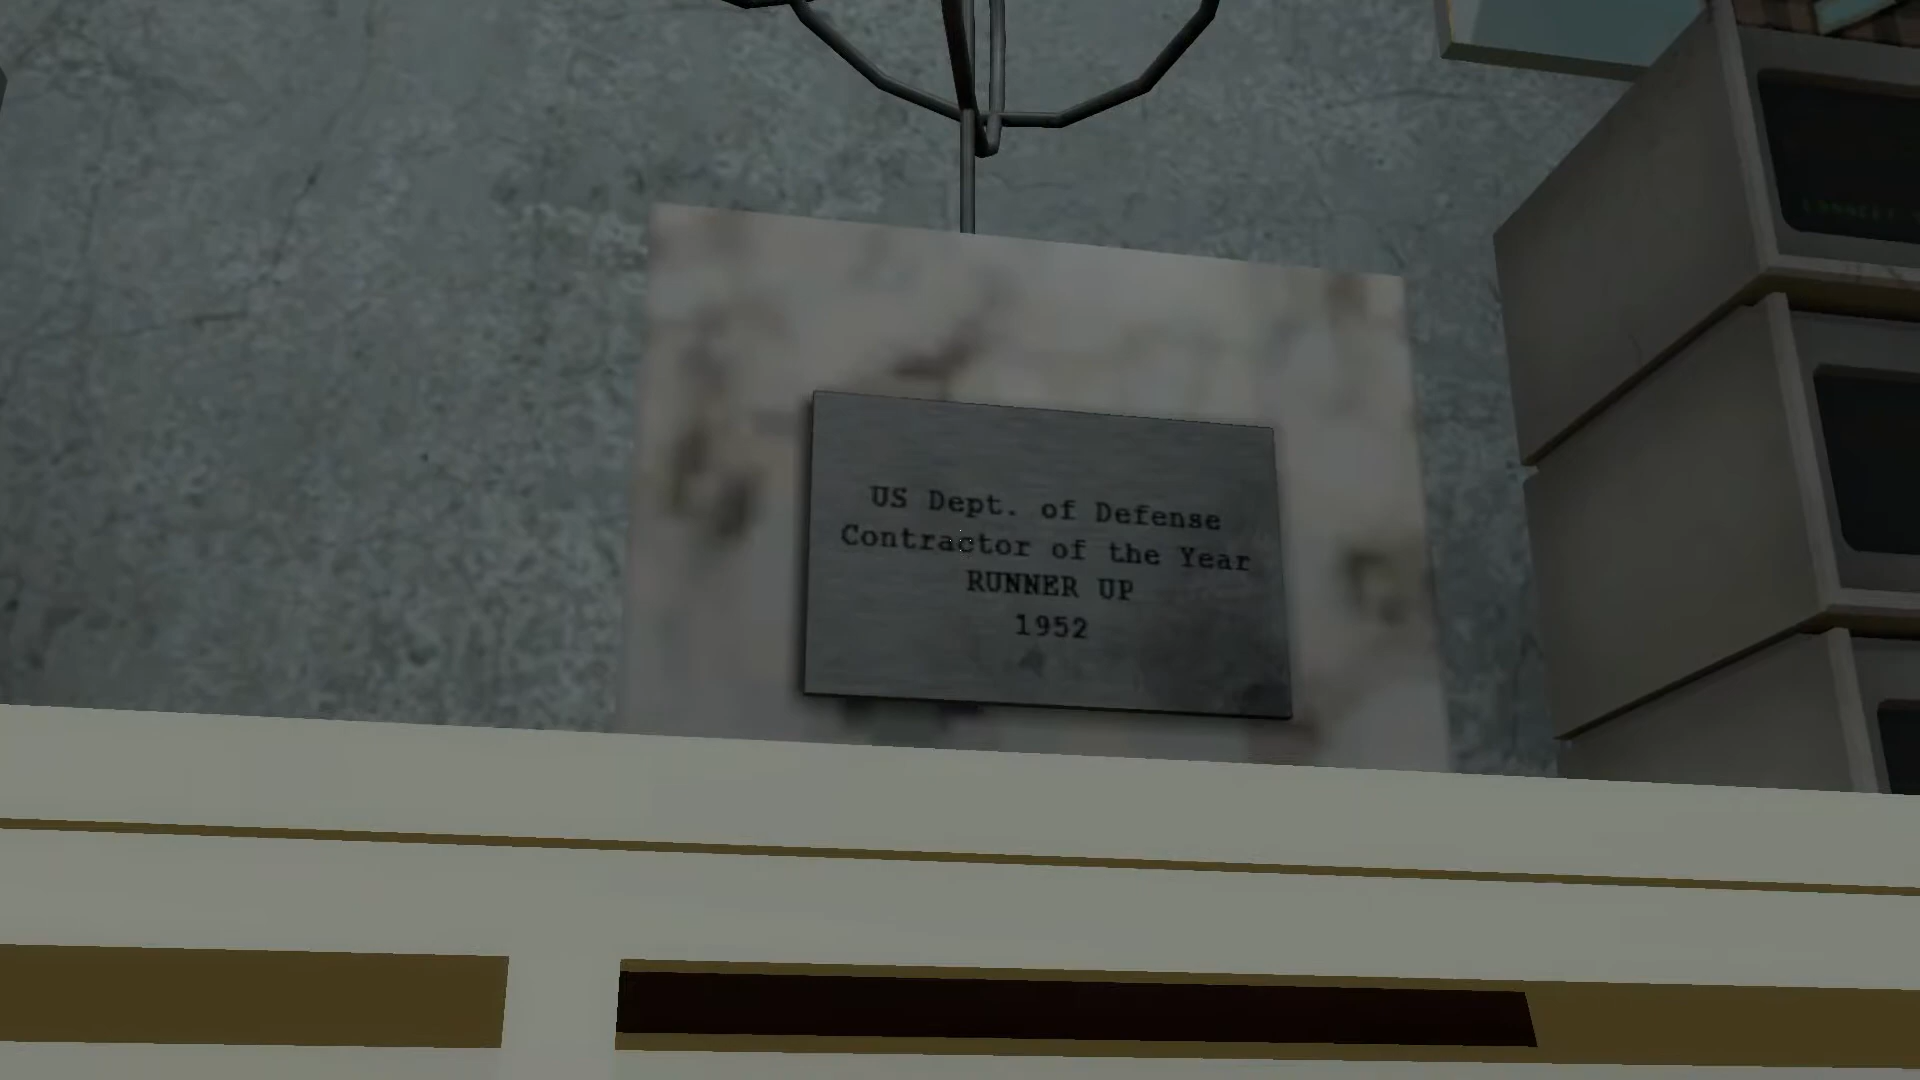 US Dept. of Defense
Contractor of the Year
RUNNER UP
1952